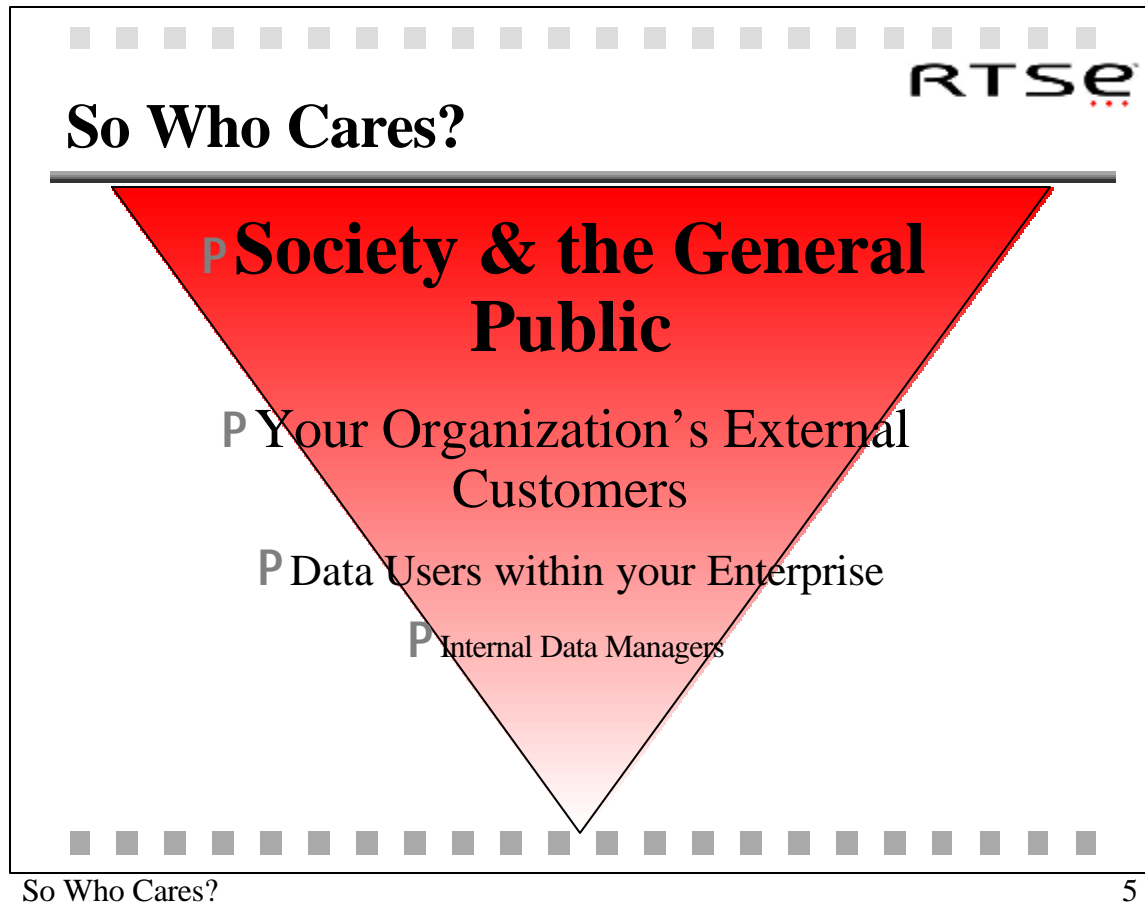 RTSe
So Who Cares?
P Society & the General
Public
P Your Organization’s External
Customers
P Data Users within your Enterprise
P Internal Data Managers
So Who Cares? 5